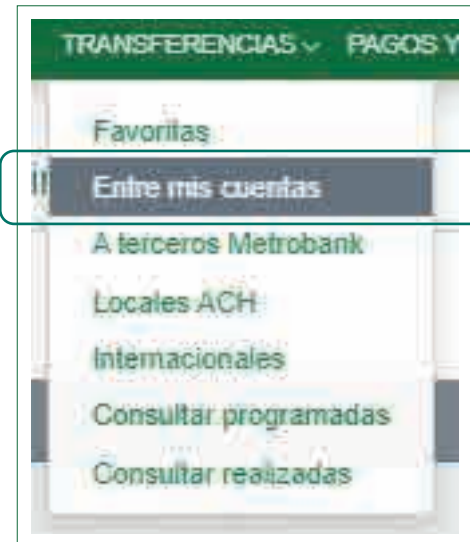 TRANSFERENCIAS PAGOS Y
Favoritas
Entre mis cuentas
A terceros Metrobank
Locales ACH
Internacionales
Consultar programadas
Consultar realizadas